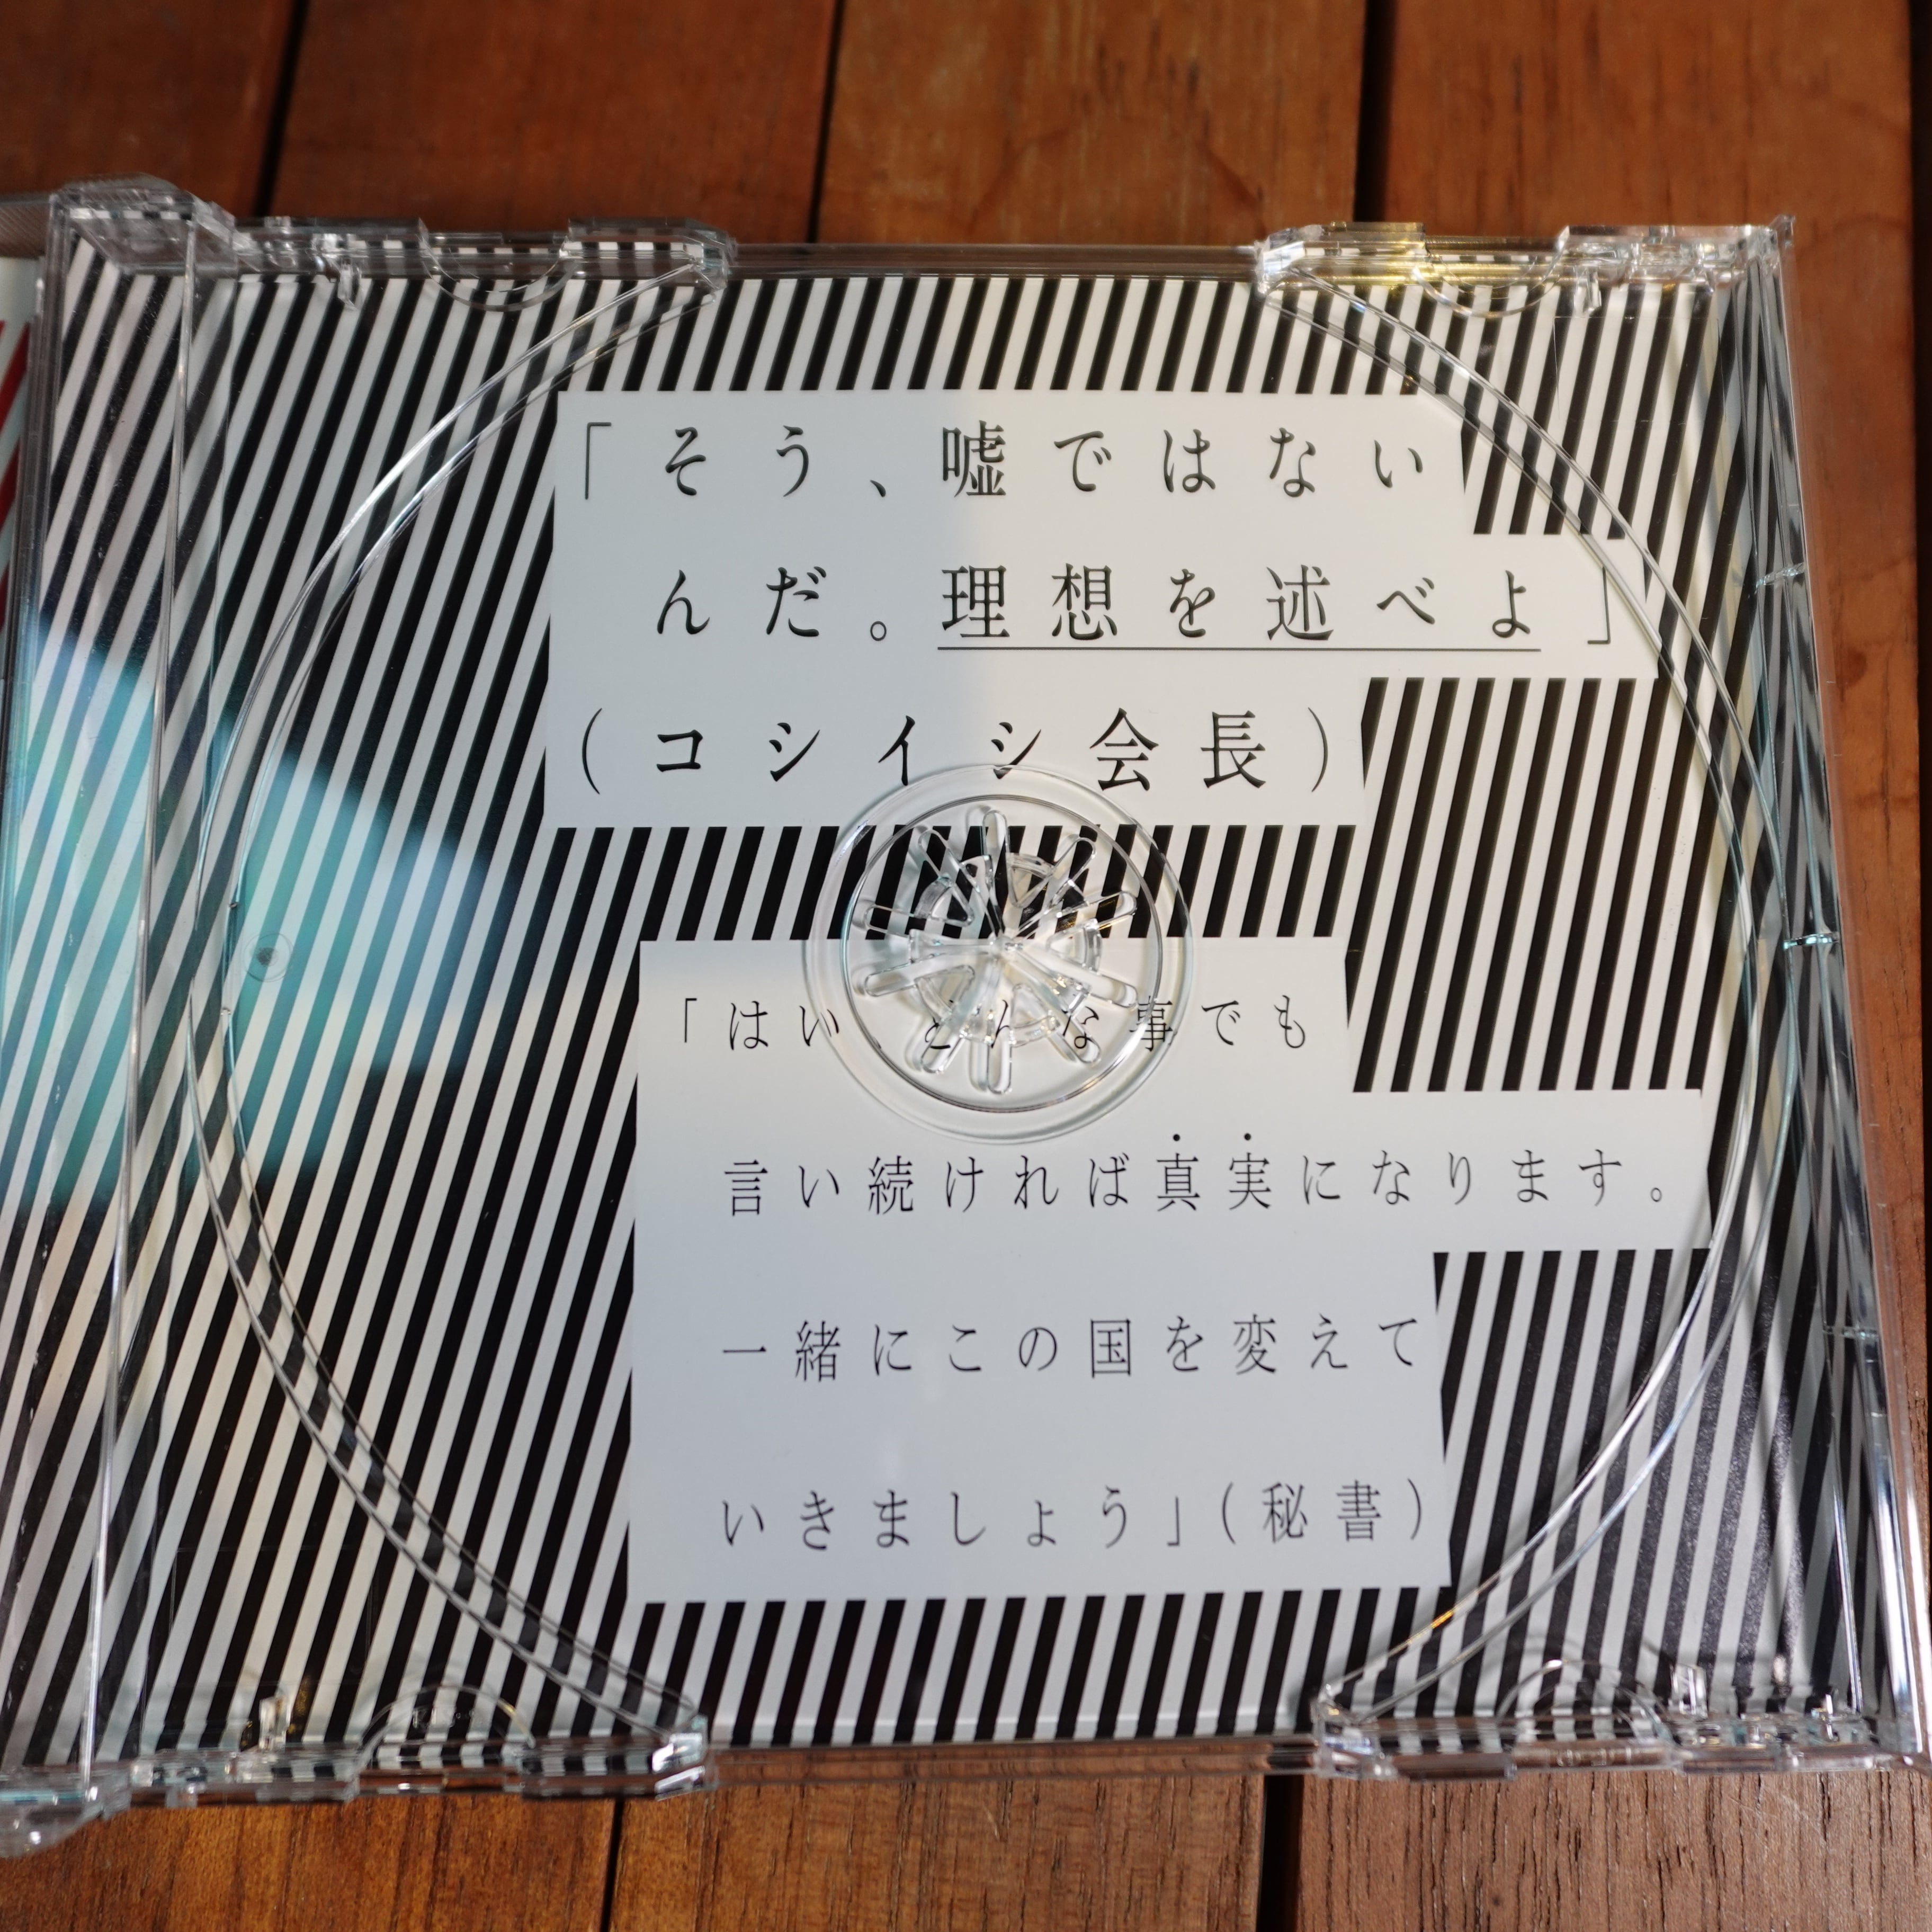 「そう、嘘ではない
んだ。理想を述べよ」
（コシイシ会長）
「はい どんな事でも
言い続ければ真実になります。
一緒にこの国を変えて
いきましょう」（秘書）